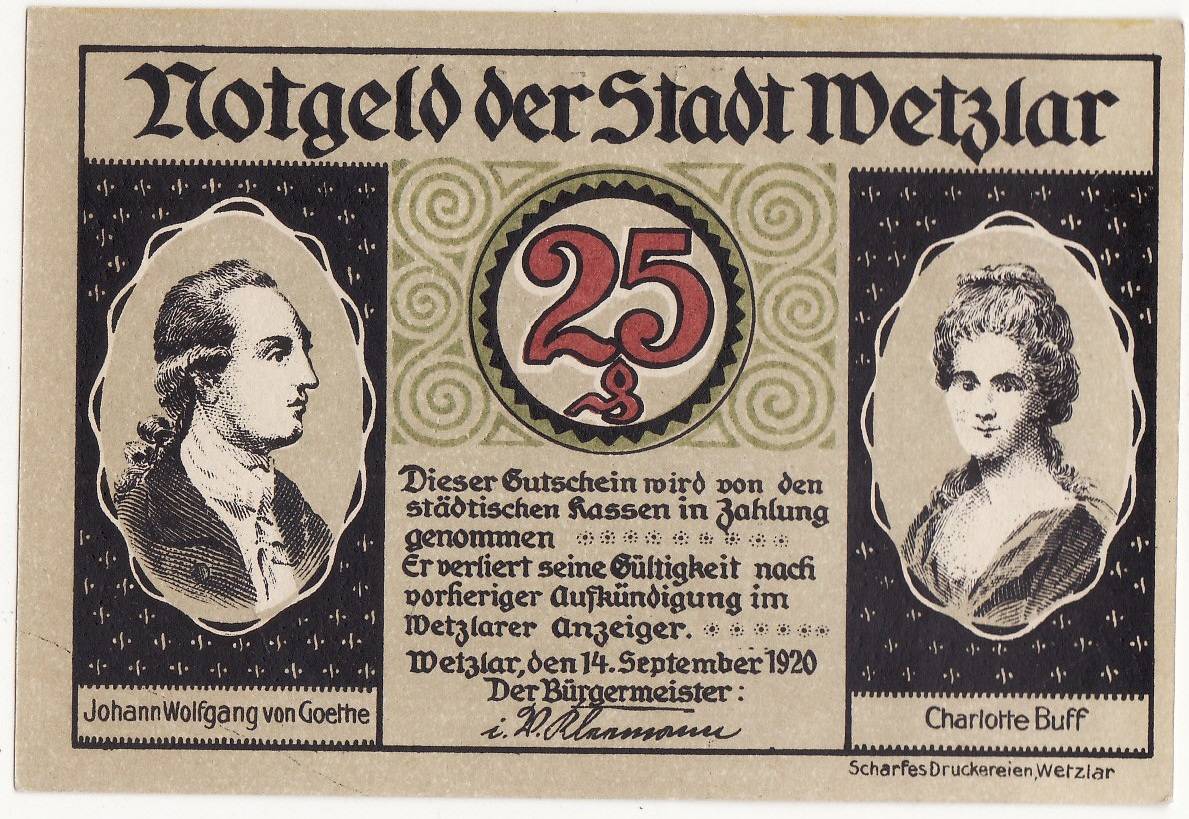 Notgeld der Stadt Wetzlar
25
₰
Dieser Gutschein wird von den
städtischen Kassen in Zahlung
genommen
Er verliert seine Gültigkeit nach
vorheriger Aufkündigung im
Wetzlarer Anzeiger.
Wetzlar, den 14. September 1920
Der Bürgermeister:
i. V.
Johann Wolfgang von Goethe
Charlotte Buff
Scharfes Druckereien, Wetzlar